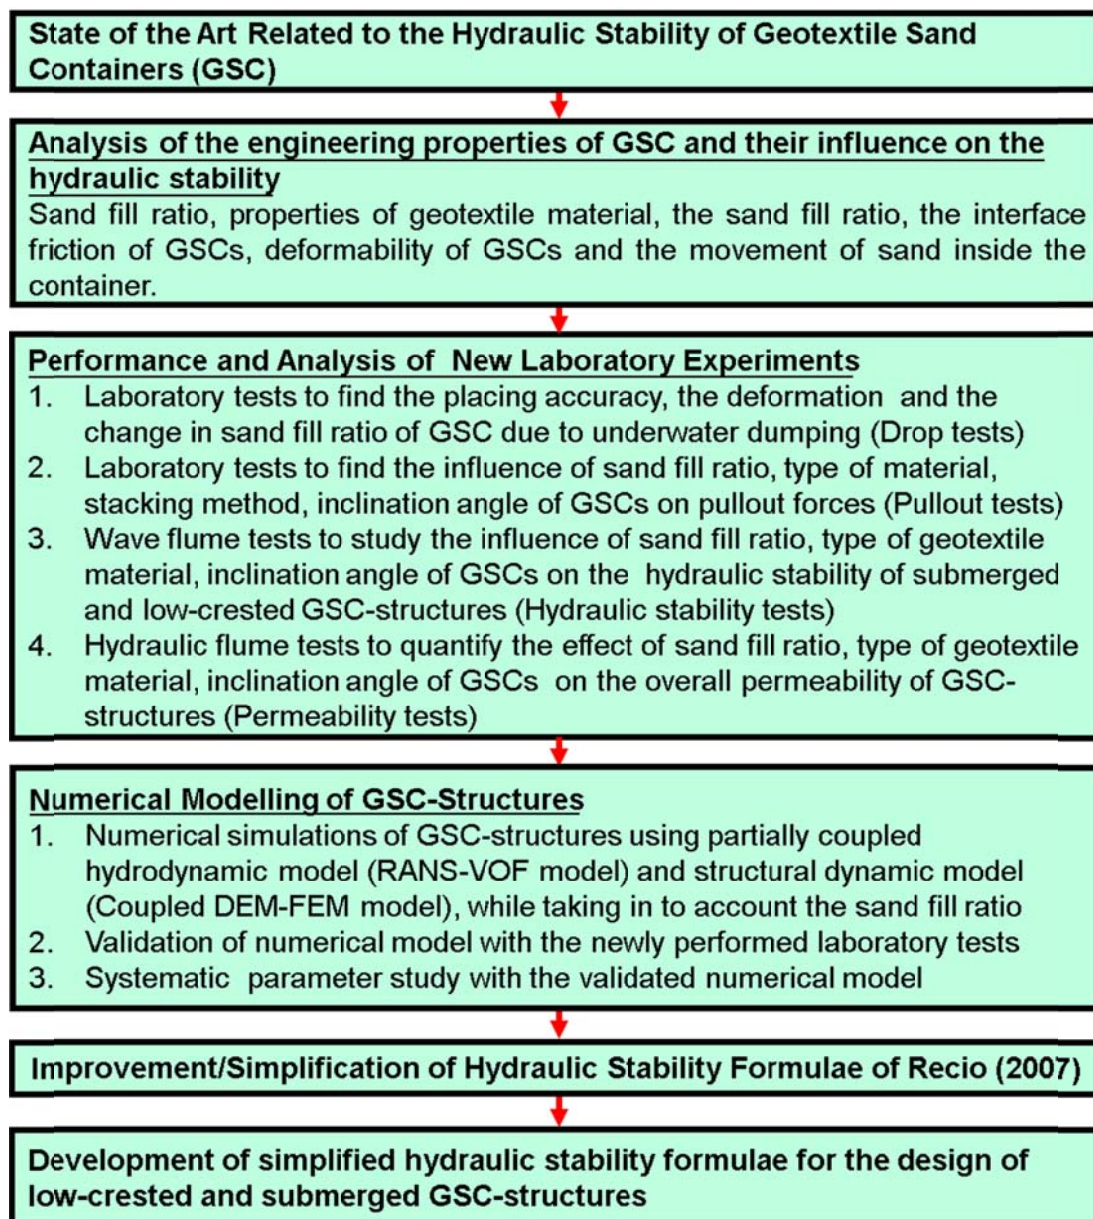 State of the Art Related to the Hydraulic Stability of Geotextile Sand
Containers (GSC)
Analysis of the engineering properties of GSC and their influence on the
hydraulic stability
Sand fill ratio, properties of geotextile material, the sand fill ratio, the interface
friction of GSCs, deformability of GSCs and the movement of sand inside the
container.
Performance and Analysis of New Laboratory Experiments
1. Laboratory tests to find the placing accuracy, the deformation and the
change in sand fill ratio of GSC due to underwater dumping (Drop tests)
2. Laboratory tests to find the influence of sand fill ratio, type of material,
stacking method, inclination angle of GSCs on pullout forces (Pullout tests)
3. Wave flume tests to study the influence of sand fill ratio, type of geotextile
material, inclination angle of GSCs on the hydraulic stability of submerged
and low-crested GSC-structures (Hydraulic stability tests)
4. Hydraulic flume tests to quantify the effect of sand fill ratio, type of geotextile
material, inclination angle of GSCs on the overall permeability of GSC-
structures (Permeability tests)
Numerical Modelling of GSC-Structures
1. Numerical simulations of GSC-structures using partially coupled
hydrodynamic model (RANS-VOF model) and structural dynamic model
(Coupled DEM-FEM model), while taking in to account the sand fill ratio
2. Validation of numerical model with the newly performed laboratory tests
3. Systematic parameter study with the validated numerical model
Improvement/Simplification of Hydraulic Stability Formulae of Recio (2007)
Development of simplified hydraulic stability formulae for the design of
low-crested and submerged GSC-structures